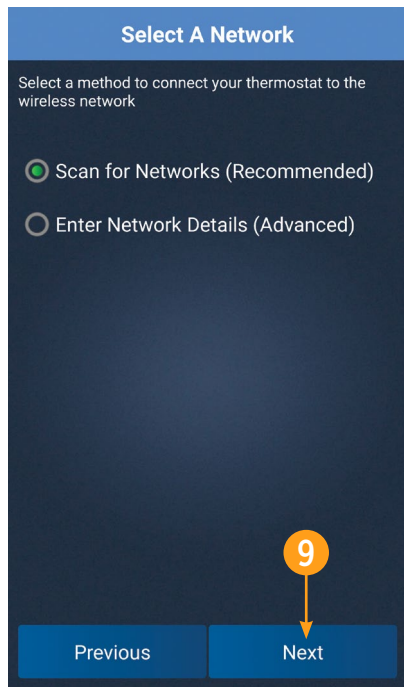 Select A Network
Select a method to connect your thermostat to the
wireless network
Scan for Networks (Recommended)
Enter Network Details (Advanced)
9
Previous
Next